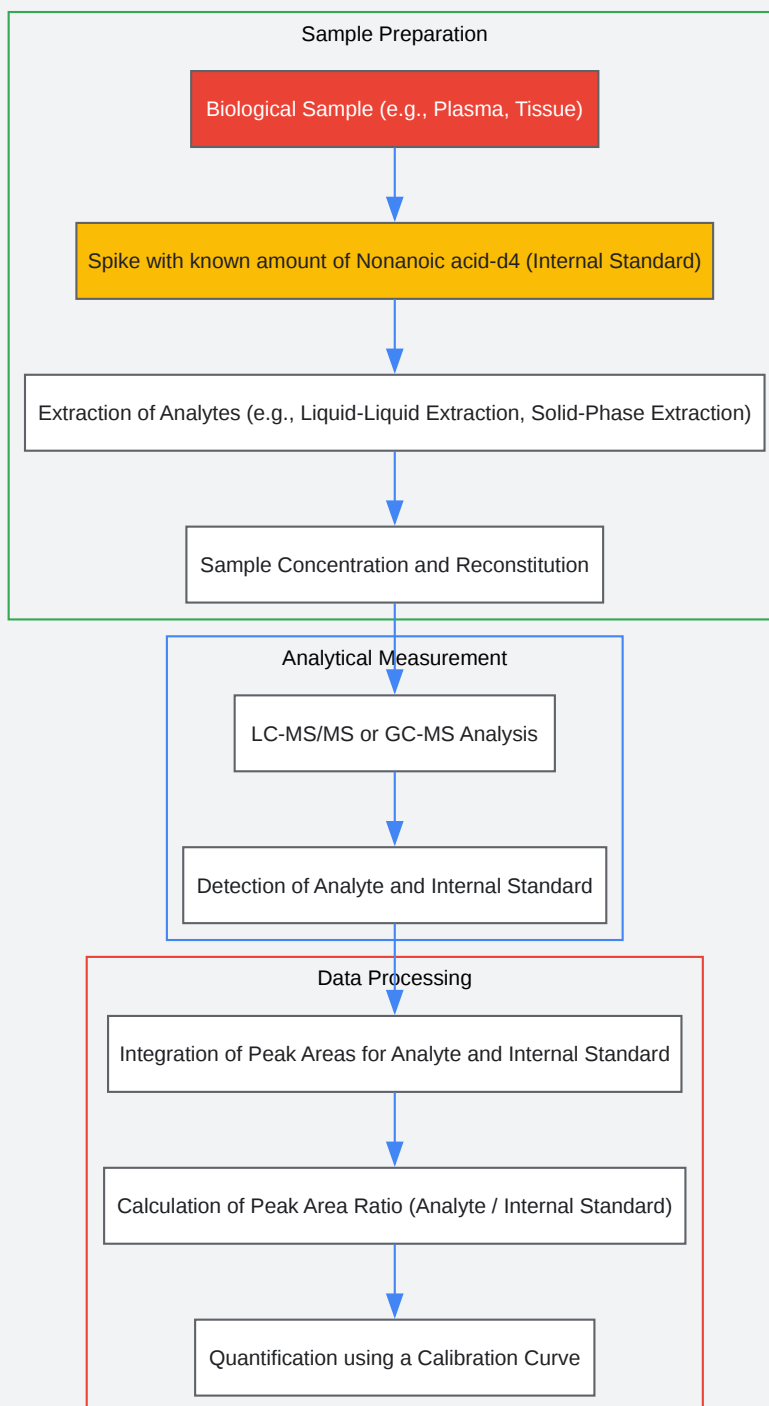 Sample Preparation
Biological Sample (e.g., Plasma, Tissue)
Spike with known amount of Nonanoic acid-d4 (Internal Standard)
Extraction of Analytes (e.g., Liquid-Liquid Extraction, Solid-Phase Extraction)
Sample Concentration and Reconstitution
Analytical Measurement
LC-MS/MS or GC-MS Analysis
Detection of Analyte and Internal Standard
Data Processing
Integration of Peak Areas for Analyte and Internal Standard
Calculation of Peak Area Ratio (Analyte / Internal Standard)
Quantification using a Calibration Curve